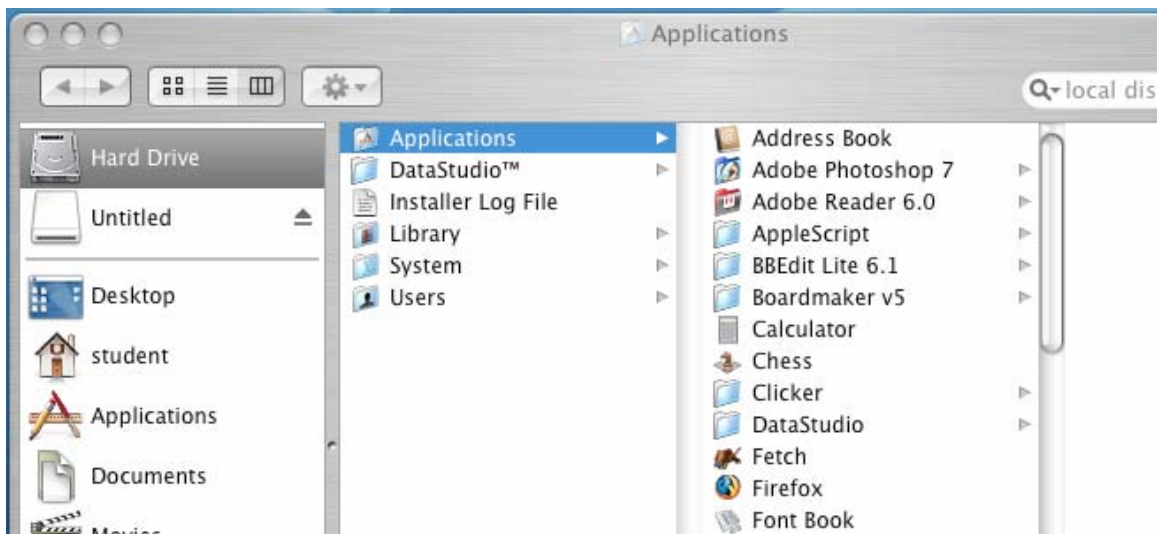 Applications
local dis
Hard Drive
Untitled
Desktop
student
Applications
Documents
Movies
Applications
DataStudio™
Installer Log File
Library
System
Users
Address Book
Adobe Photoshop 7
Adobe Reader 6.0
AppleScript
BBEdit Lite 6.1
Boardmaker v5
Calculator
Chess
Clicker
DataStudio
Fetch
Firefox
Font Book